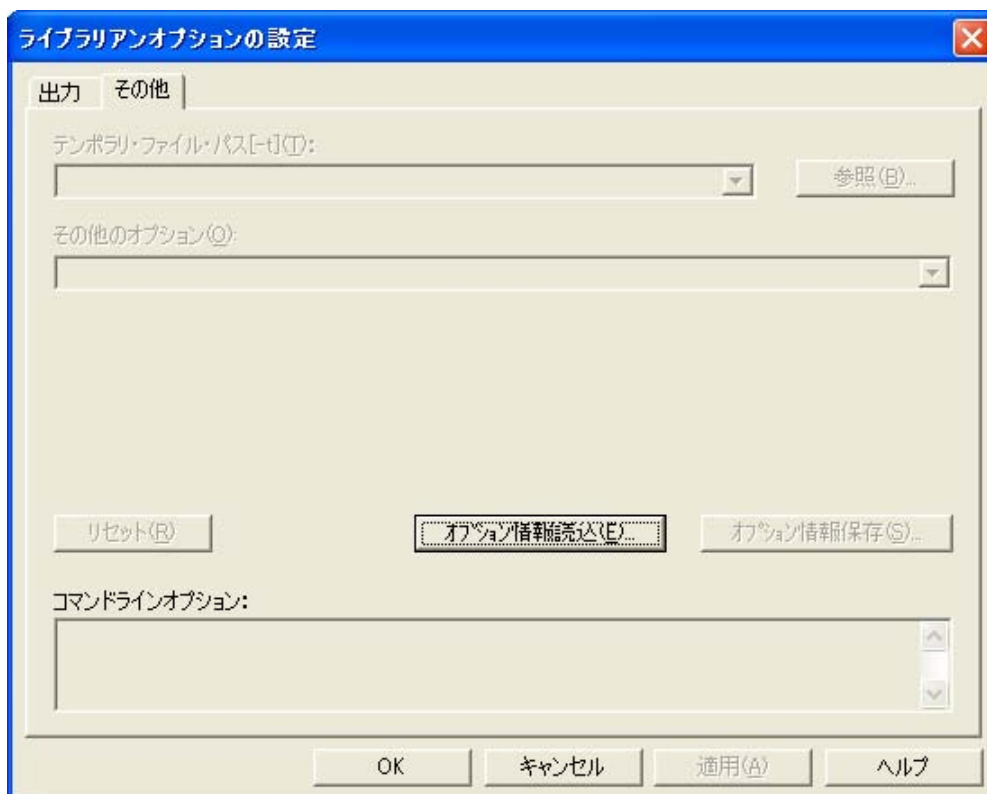 ライブラリアンオプションの設定
出力 その他
テンポラリ・ファイル・パス[-t](T):
参照(B)...
その他のオプション(O):
リセット(R) オプション情報読込(E)... オプション情報保存(S)...
コマンドラインオプション:
OK キャンセル 適用(A) ヘルプ